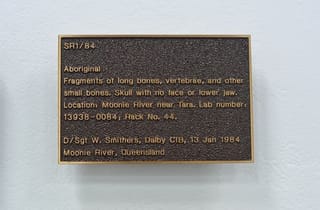 SR1/84
Aboriginal
Fragments of long bones, vertebrae, and other
small bones. Skull with no face or lower jaw.
Location: Moonie River near Tara. Lab number:
13938-0084; Rack No. 44.
D/Sgt W. Smithers, Dalby CIB, 13 Jan 1984
Moonie River, Queensland